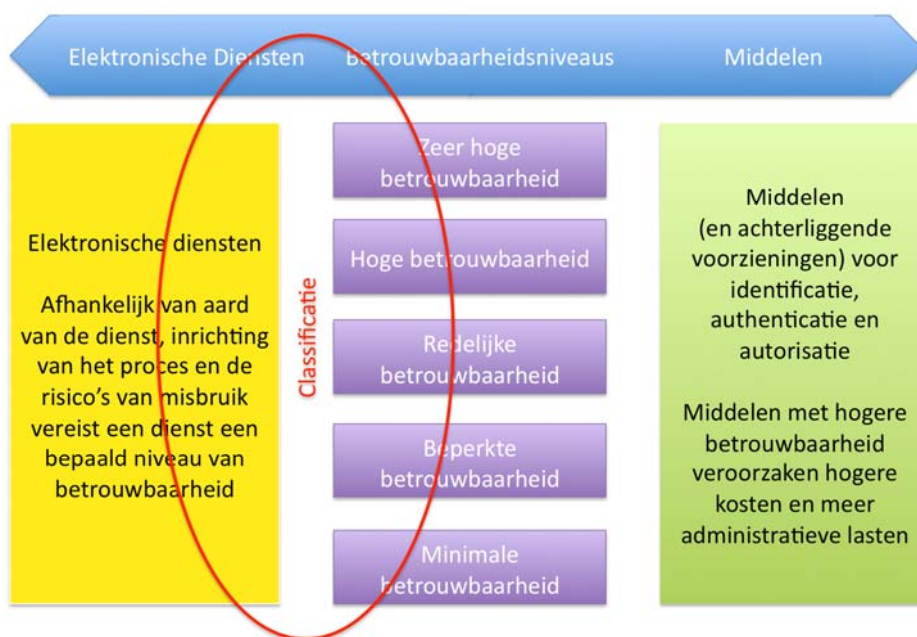 Elektronische Diensten
Betrouwbaarheidsniveaus
Middelen
Elektronische diensten
Afhankelijk van aard
van de dienst, inrichting
van het proces en de
risico's van misbruik
vereist een dienst een
bepaald niveau van
betrouwbaarheid
Classificatie
Zeer hoge
betrouwbaarheid
Hoge betrouwbaarheid
Redelijke
betrouwbaarheid
Beperkte
betrouwbaarheid
Minimale
betrouwbaarheid
Middelen
(en achterliggende
voorzieningen) voor
identificatie,
authenticatie en
autorisatie
Middelen met hogere
betrouwbaarheid
veroorzaken hogere
kosten en meer
administratieve lasten